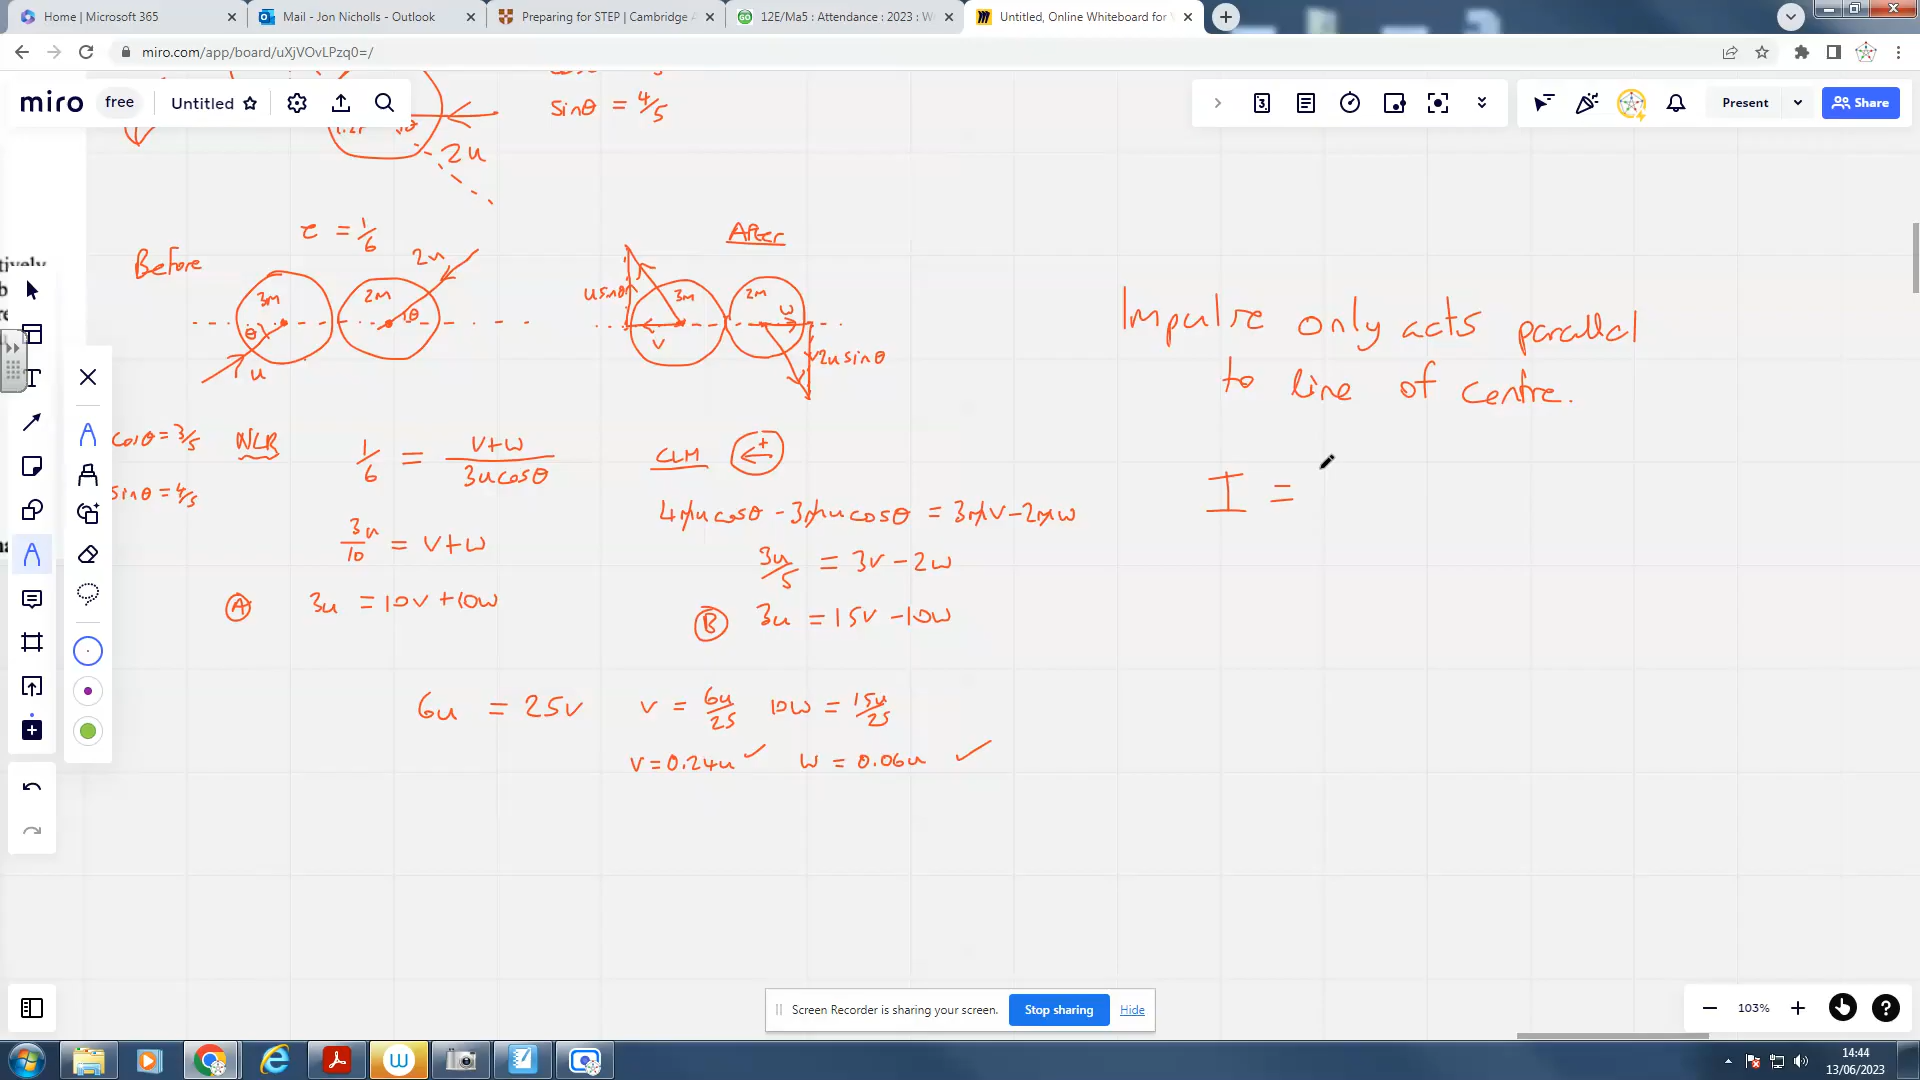 Home | Microsoft 365
Mail - Jon Nicholls - Outlook
Preparing for STEP | Cambridge
12E/Ma5 : Attendance : 2023 : W
Untitled, Online Whiteboard for
miro.com/app/board/uXjVOvLPzq0=/
miro free Untitled
Present Share
sinθ = 4/5
2u
e = 1/6
After
Before
2u
3m 2m
θ θ
u
usinθ 3m 2m w
v 2usinθ
Impulse only acts parallel
to line of centre.
I =
cosθ = 3/5 NLR 1/6 = (v+w)/(3ucosθ)
sinθ = 4/5
CLM +
4mucosθ - 3mucosθ = 3mv - 2mw
3u/10 = v+w
3u/5 = 3v - 2w
A 3u = 10v + 10w
B 3u = 15v - 10w
6u = 25v v = 6u/25 10w = 15u/25
v = 0.24u ✓ w = 0.06u ✓
tively
Screen Recorder is sharing your screen. Stop sharing Hide
103%
14:44
13/06/2023